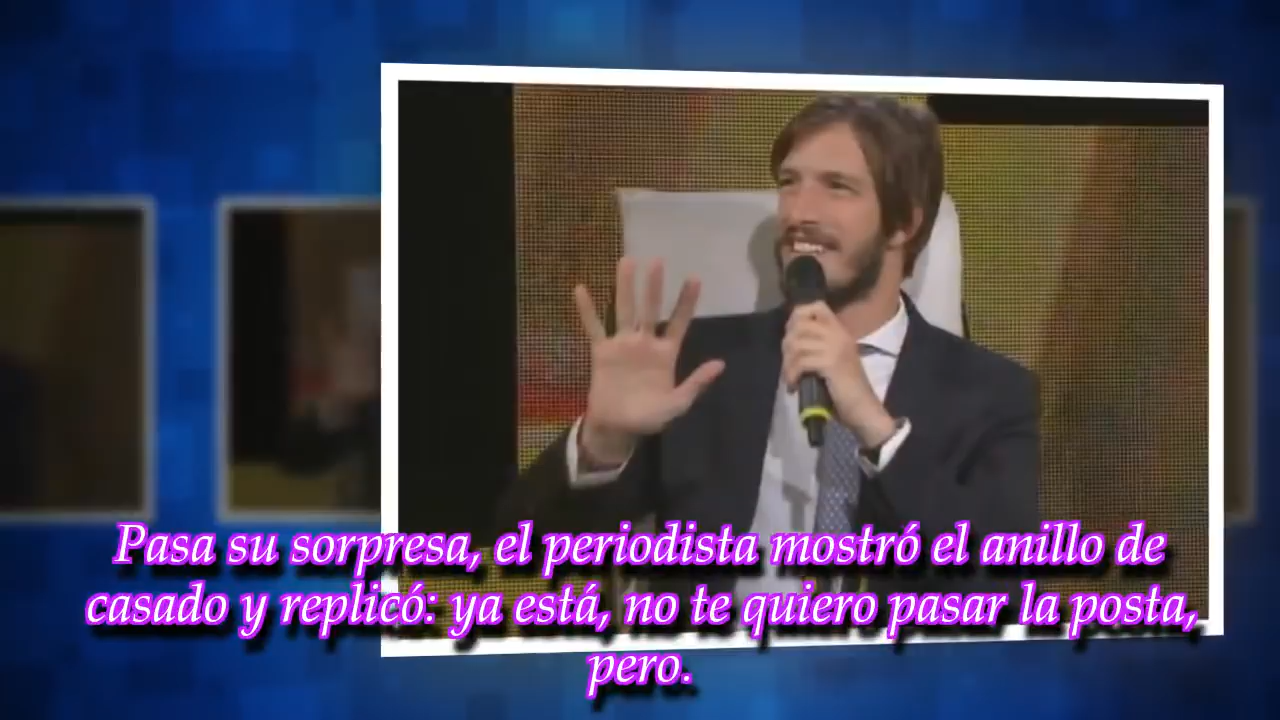 Pasa su sorpresa, el periodista mostró el anillo de
casado y replicó: ya está, no te quiero pasar la posta,
pero.